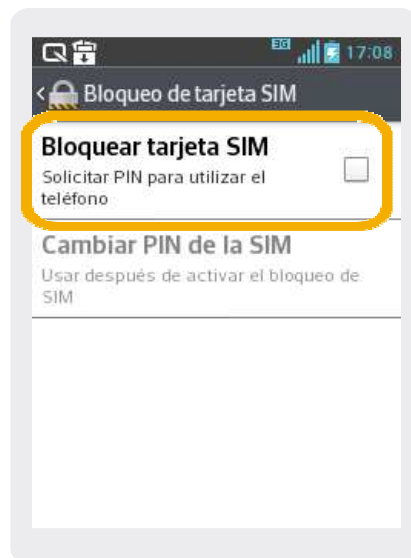 3G 17:08
Bloqueo de tarjeta SIM
Bloquear tarjeta SIM
Solicitar PIN para utilizar el
teléfono
Cambiar PIN de la SIM
Usar después de activar el bloqueo de
SIM